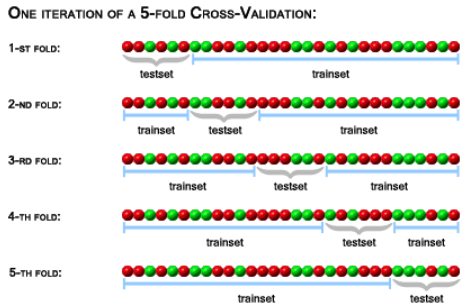 One iteration of a 5-fold Cross-Validation:
1-st fold:
testset trainset
2-nd fold:
trainset testset trainset
3-rd fold:
trainset testset trainset
4-th fold:
trainset testset trainset
5-th fold:
trainset testset